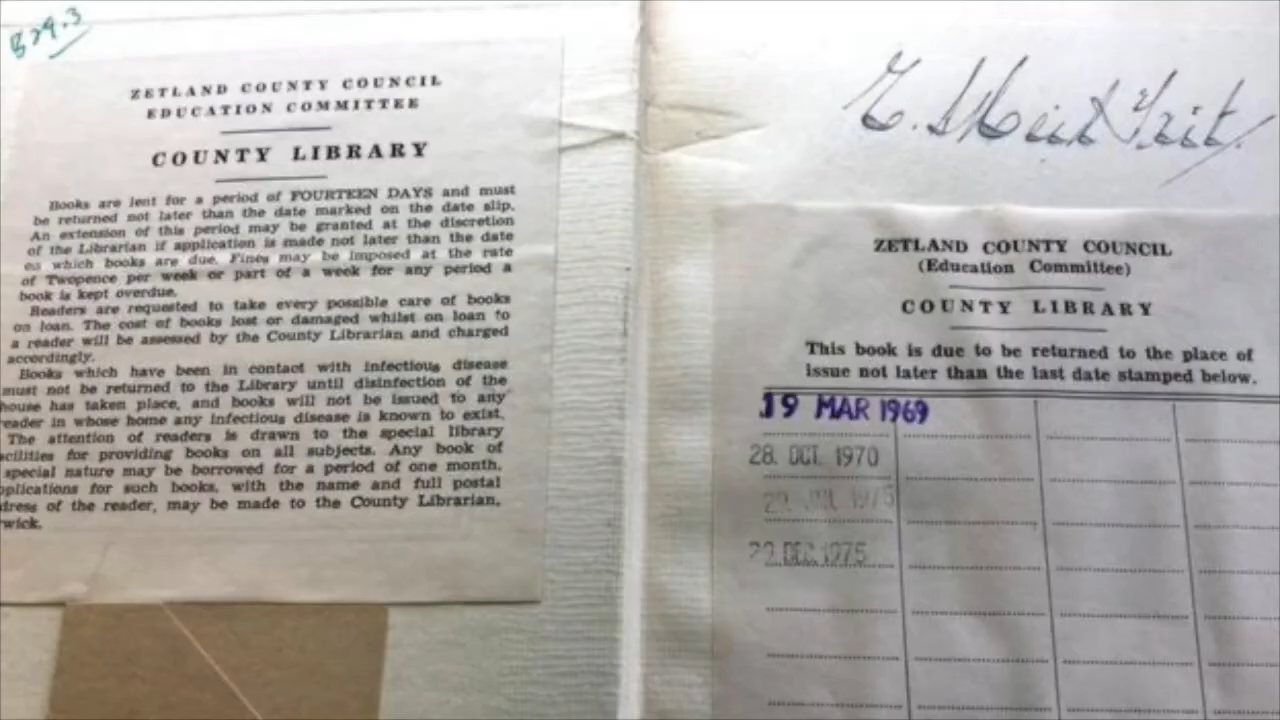 829.3
ZETLAND COUNTY COUNCIL
EDUCATION COMMITTEE
COUNTY LIBRARY
Books are lent for a period of FOURTEEN DAYS and must
be returned not later than the date marked on the date slip.
An extension of this period may be granted at the discretion
of the Librarian if application is made not later than the date
on which books are due. Fines may be imposed at the rate
of Twopence per week or part of a week for any period a
book is kept overdue.
Readers are requested to take every possible care of books
on loan. The cost of books lost or damaged whilst on loan to
a reader will be assessed by the County Librarian and charged
accordingly.
Books which have been in contact with infectious disease
must not be returned to the Library until disinfection of the
house has taken place, and books will not be issued to any
eader in whose home any infectious disease is known to exist.
The attention of readers is drawn to the special library
cilities for providing books on all subjects. Any book of
special nature may be borrowed for a period of one month.
plications for such books, with the name and full postal
dress of the reader, may be made to the County Librarian,
wick.
ZETLAND COUNTY COUNCIL
(Education Committee)
COUNTY LIBRARY
This book is due to be returned to the place of
issue not later than the last date stamped below.
19 MAR 1969
28. OCT. 1970
JUL 1975
29. DEC. 1975